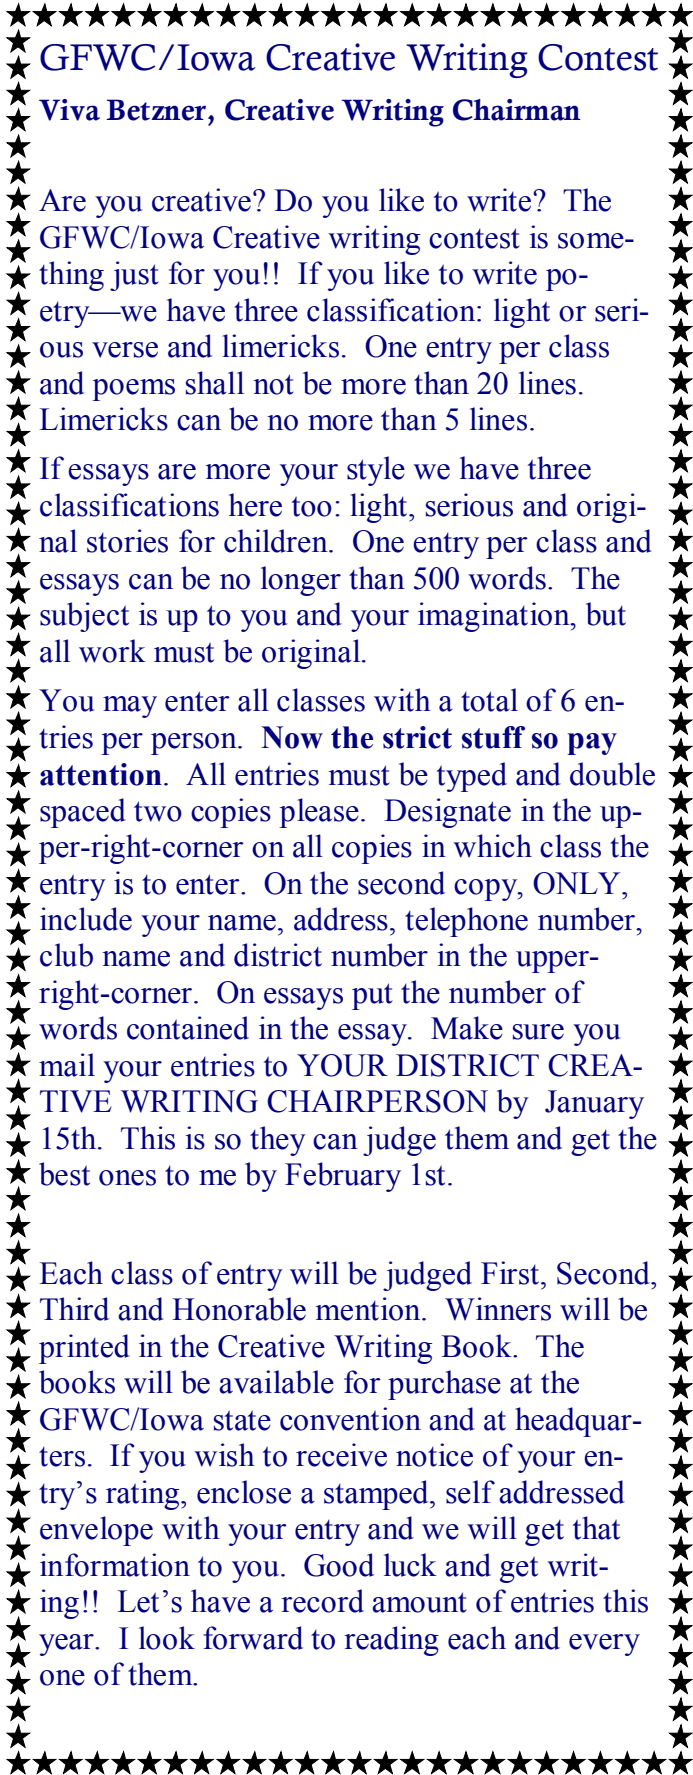 GFWC/Iowa Creative Writing Contest
Viva Betzner, Creative Writing Chairman
Are you creative? Do you like to write?  The
GFWC/Iowa Creative writing contest is some-
thing just for you!!  If you like to write po-
etry—we have three classification: light or seri-
ous verse and limericks.  One entry per class
and poems shall not be more than 20 lines.
Limericks can be no more than 5 lines.
If essays are more your style we have three
classifications here too: light, serious and origi-
nal stories for children.  One entry per class and
essays can be no longer than 500 words.  The
subject is up to you and your imagination, but
all work must be original.
You may enter all classes with a total of 6 en-
tries per person.  Now the strict stuff so pay
attention.  All entries must be typed and double
spaced two copies please.  Designate in the up-
per-right-corner on all copies in which class the
entry is to enter.  On the second copy, ONLY,
include your name, address, telephone number,
club name and district number in the upper-
right-corner.  On essays put the number of
words contained in the essay.  Make sure you
mail your entries to YOUR DISTRICT CREA-
TIVE WRITING CHAIRPERSON by  January
15th.  This is so they can judge them and get the
best ones to me by February 1st.
Each class of entry will be judged First, Second,
Third and Honorable mention.  Winners will be
printed in the Creative Writing Book.  The
books will be available for purchase at the
GFWC/Iowa state convention and at headquar-
ters.  If you wish to receive notice of your en-
try’s rating, enclose a stamped, self addressed
envelope with your entry and we will get that
information to you.  Good luck and get writ-
ing!!  Let’s have a record amount of entries this
year.  I look forward to reading each and every
one of them.